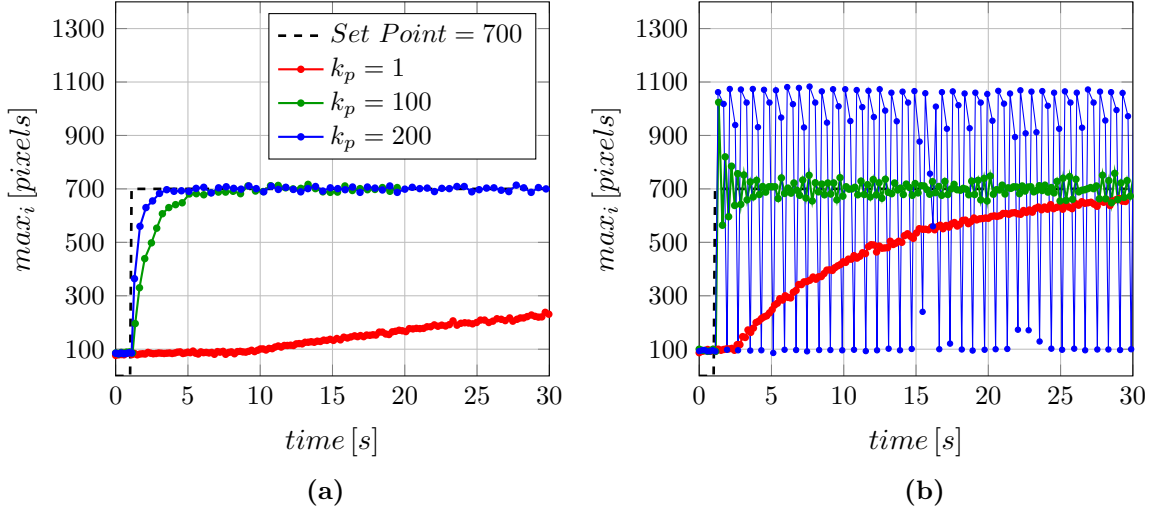 1300
1100
900
700
500
300
100
0 5 10 15 20 25 30
max_i [pixels]
time [s]
Set Point = 700
k_p = 1
k_p = 100
k_p = 200
(a)
1300
1100
900
700
500
300
100
0 5 10 15 20 25 30
max_i [pixels]
time [s]
(b)